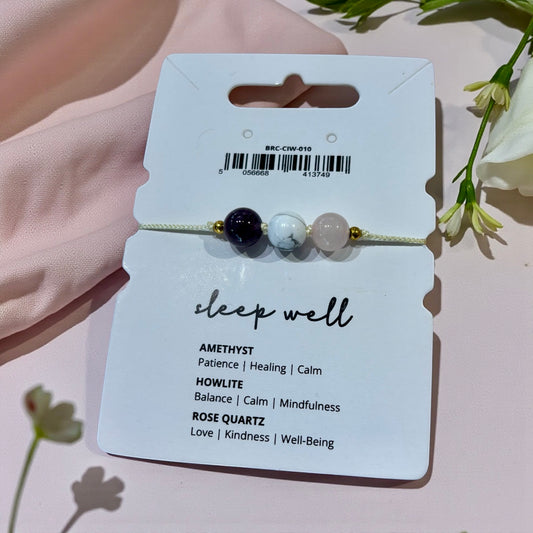 BRC-CIW-010
5 056668 413749
sleep well
AMETHYST
Patience | Healing | Calm
HOWLITE
Balance | Calm | Mindfulness
ROSE QUARTZ
Love | Kindness | Well-Being